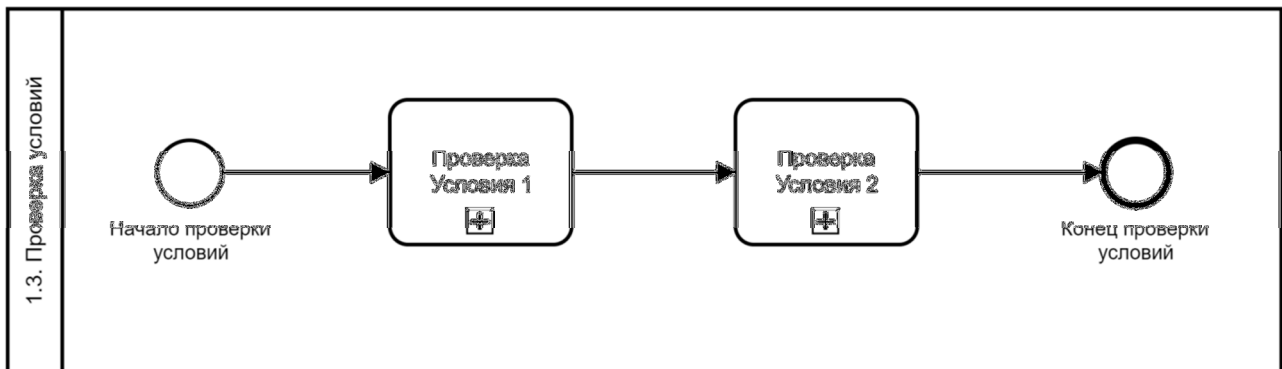 1.3. Проверка условий
Начало проверки
условий
Проверка
Условия 1
Проверка
Условия 2
Конец проверки
условий